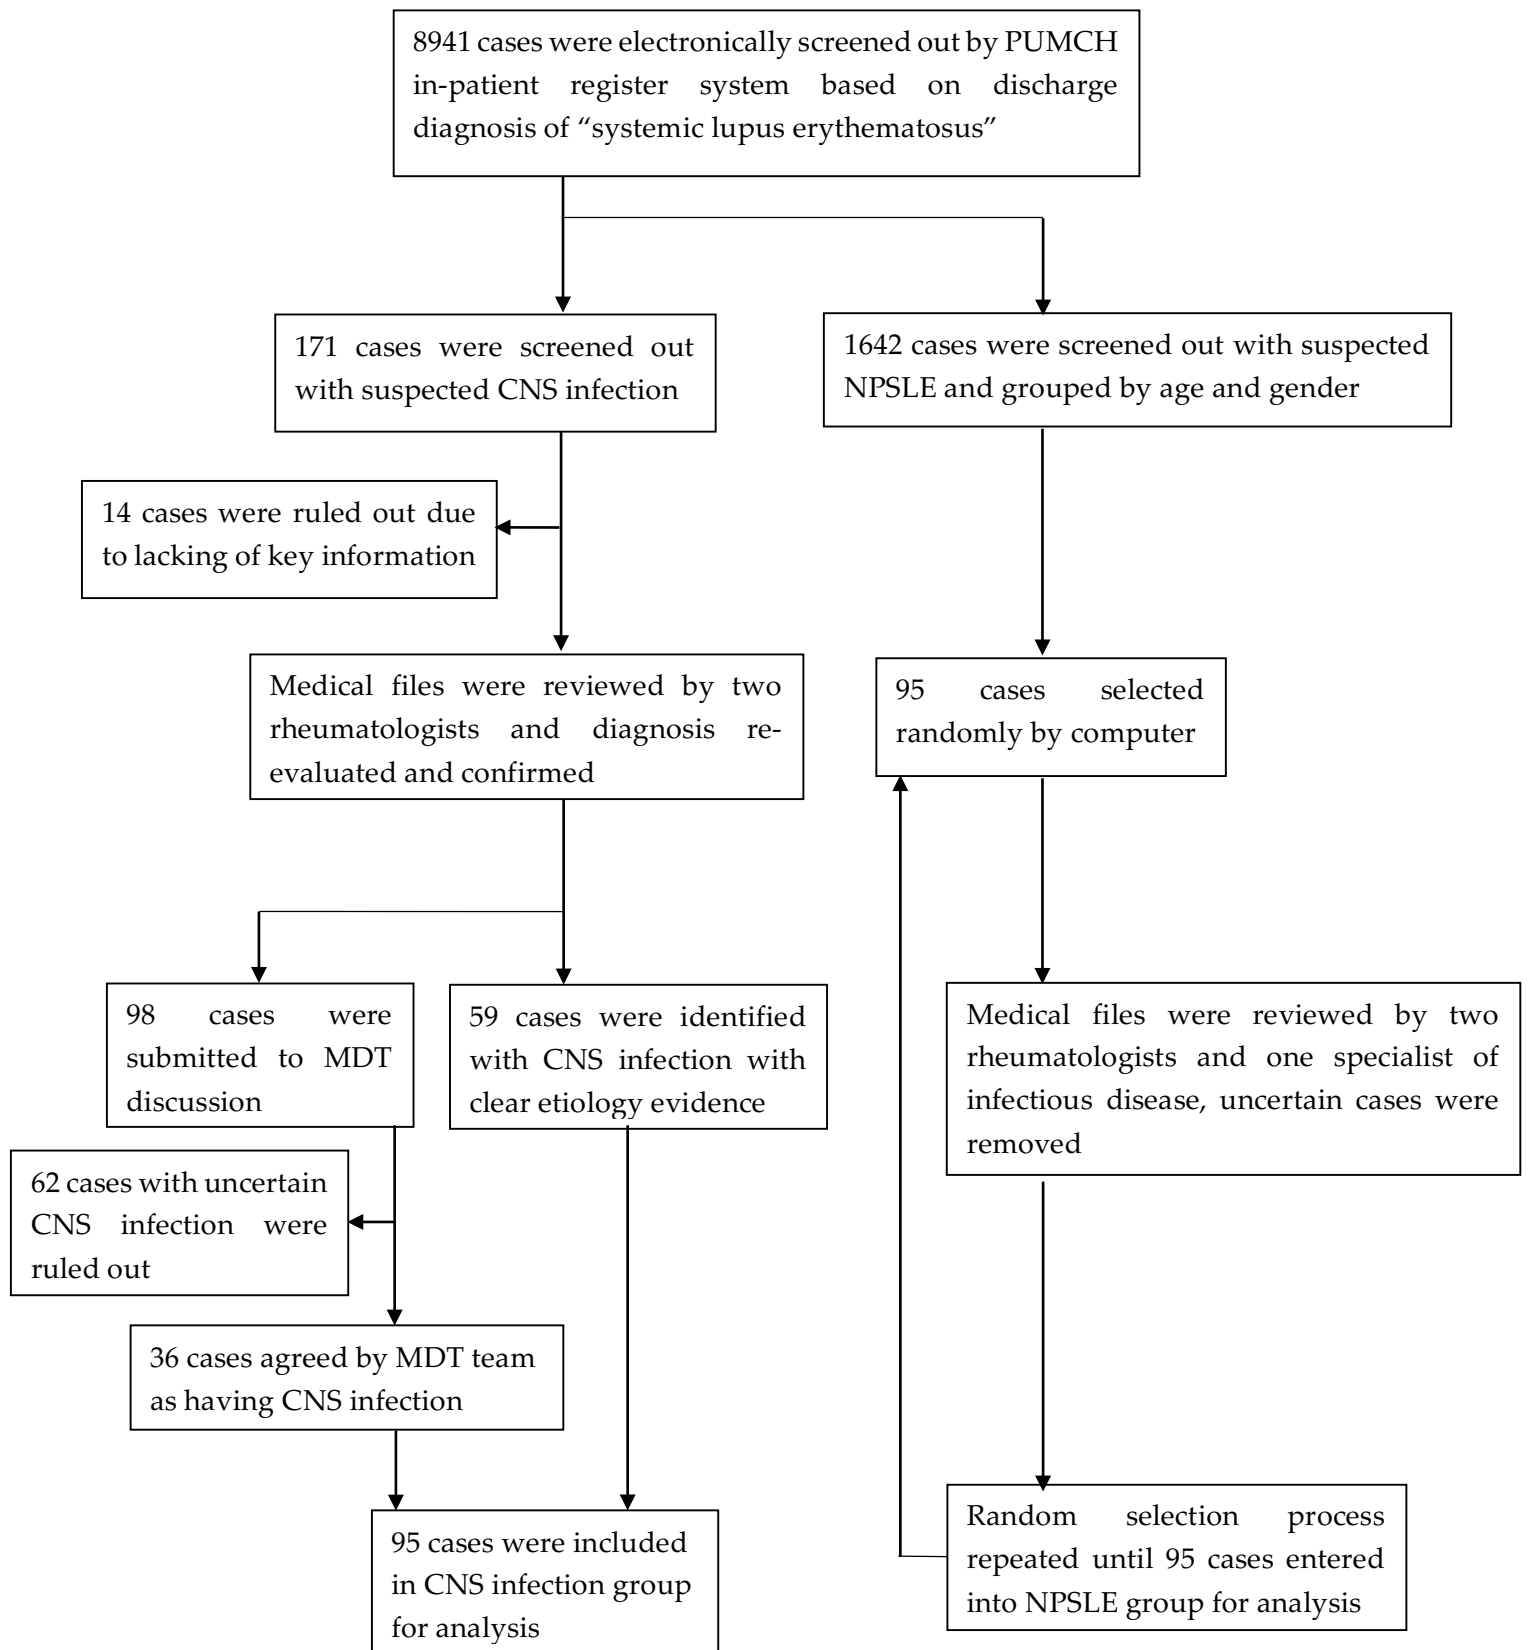 8941 cases were electronically screened out by PUMCH
in-patient register system based on discharge
diagnosis of “systemic lupus erythematosus”
171 cases were screened out
with suspected CNS infection
1642 cases were screened out with suspected
NPSLE and grouped by age and gender
14 cases were ruled out due
to lacking of key information
Medical files were reviewed by two
rheumatologists and diagnosis re-
evaluated and confirmed
95 cases selected
randomly by computer
98 cases were
submitted to MDT
discussion
59 cases were identified
with CNS infection with
clear etiology evidence
Medical files were reviewed by two
rheumatologists and one specialist of
infectious disease, uncertain cases were
removed
62 cases with uncertain
CNS infection were
ruled out
36 cases agreed by MDT team
as having CNS infection
95 cases were included
in CNS infection group
for analysis
Random selection process
repeated until 95 cases entered
into NPSLE group for analysis